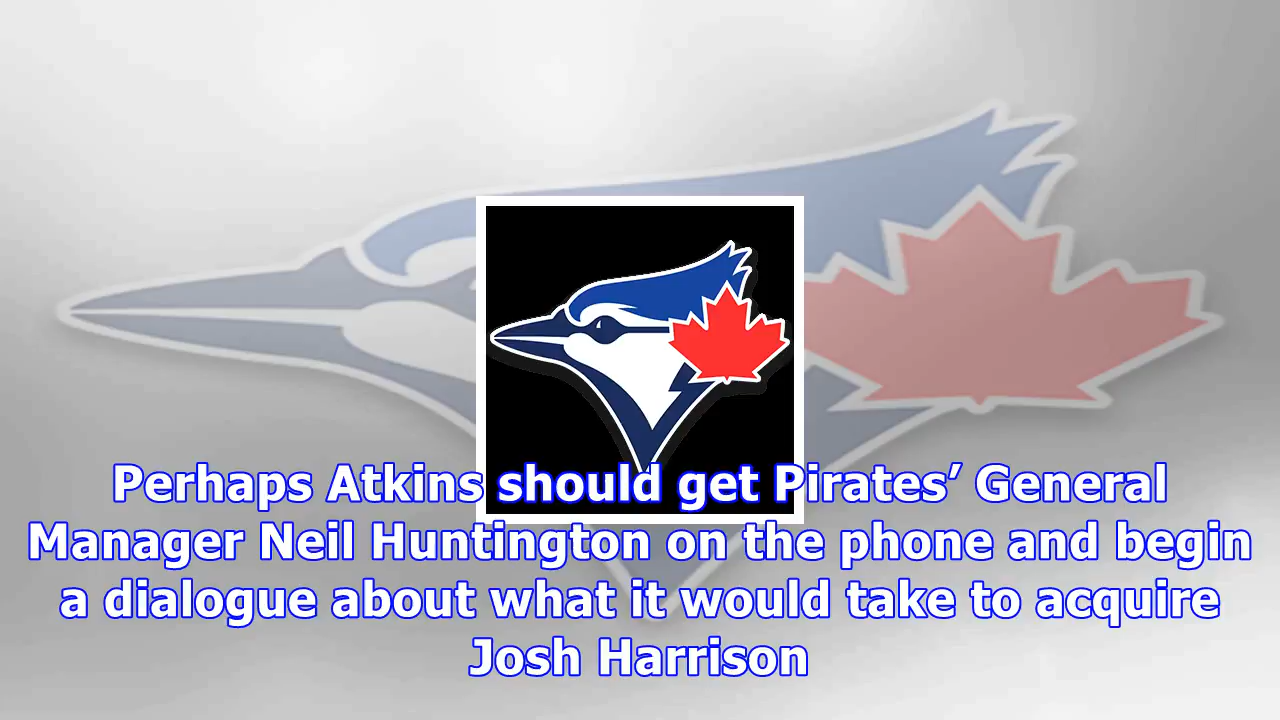 Perhaps Atkins should get Pirates’ General
Manager Neil Huntington on the phone and begin
a dialogue about what it would take to acquire
Josh Harrison